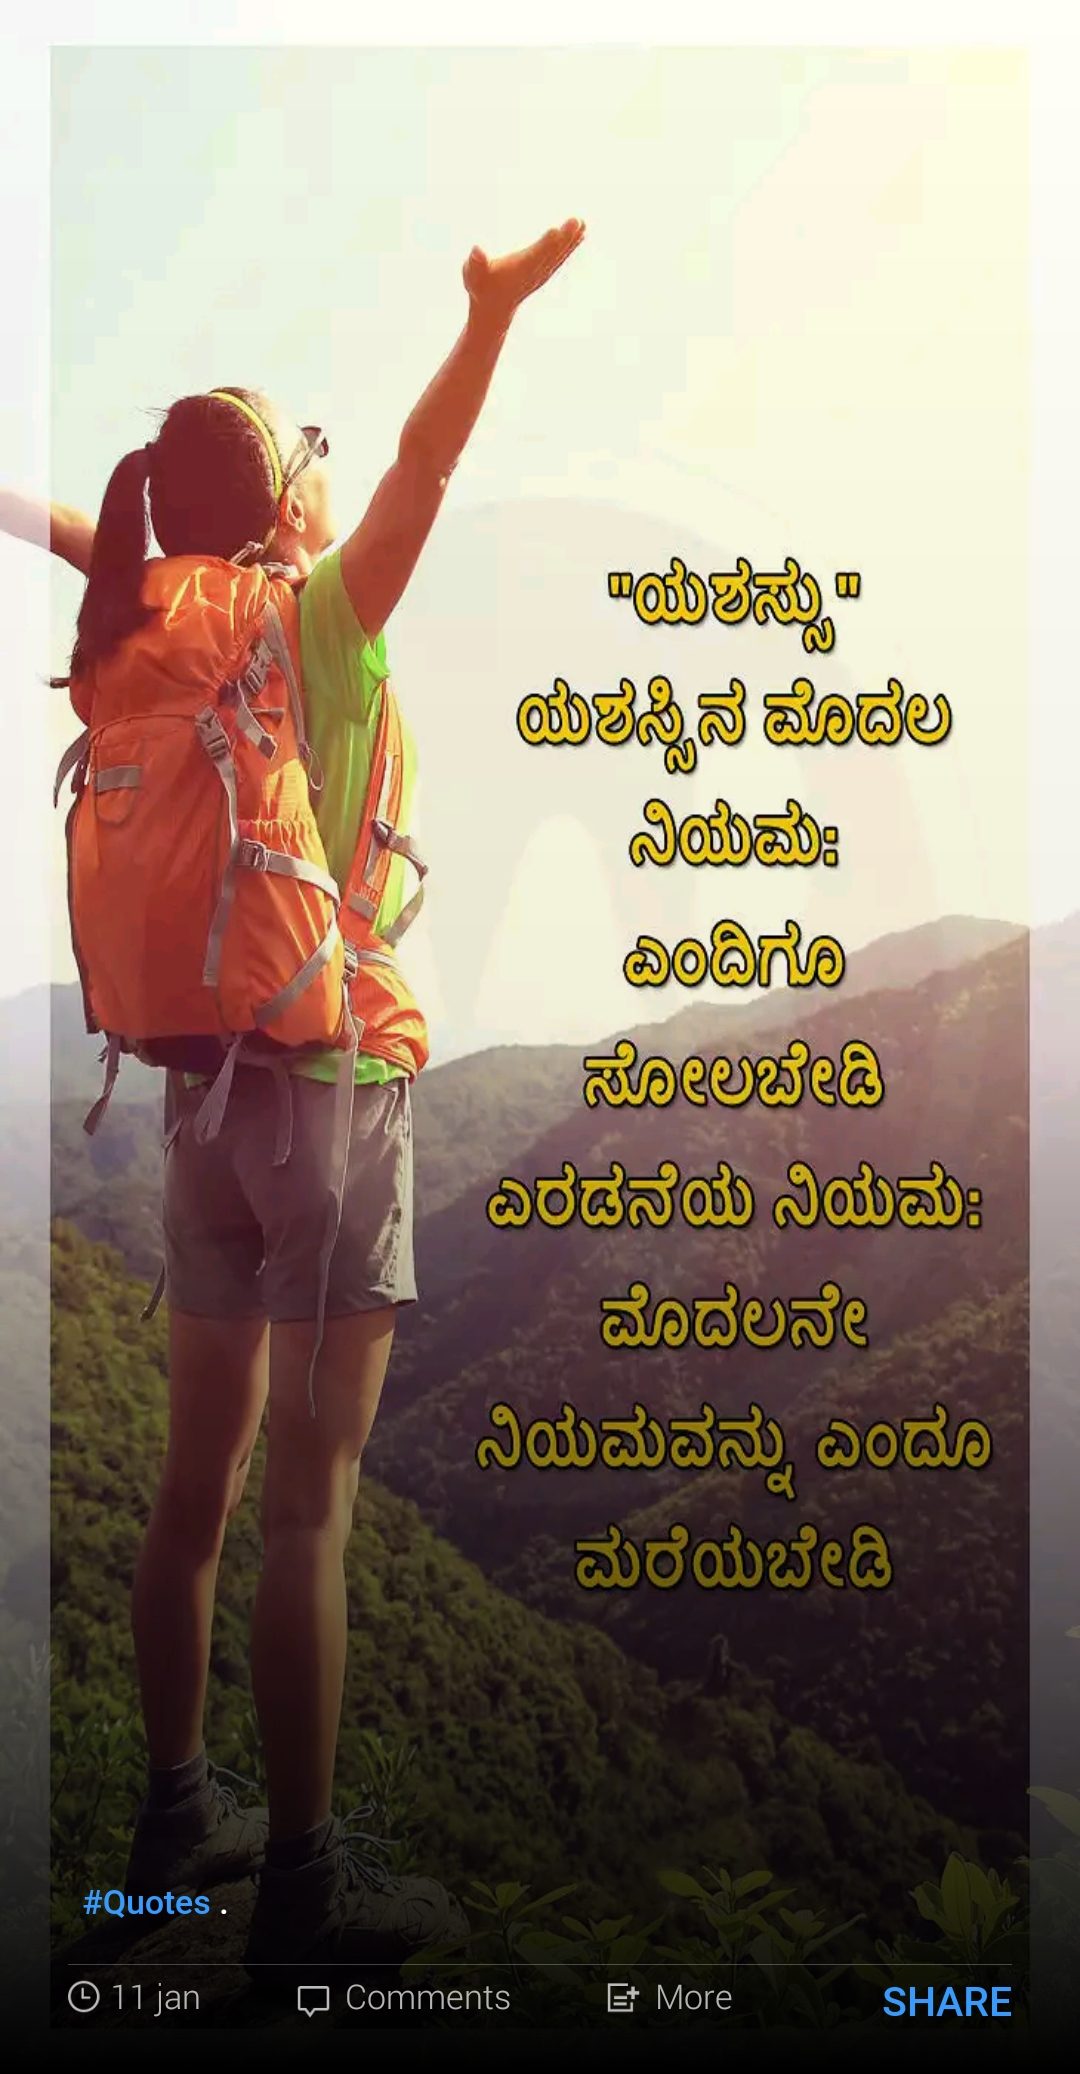 "ಯಶಸ್ಸು"
ಯಶಸ್ಸಿನ ಮೊದಲ
ನಿಯಮ:
ಎಂದಿಗೂ
ಸೋಲಬೇಡಿ
ಎರಡನೆಯ ನಿಯಮ:
ಮೊದಲನೇ
ನಿಯಮವನ್ನು ಎಂದೂ
ಮರೆಯಬೇಡಿ
#Quotes .
11 jan Comments More SHARE